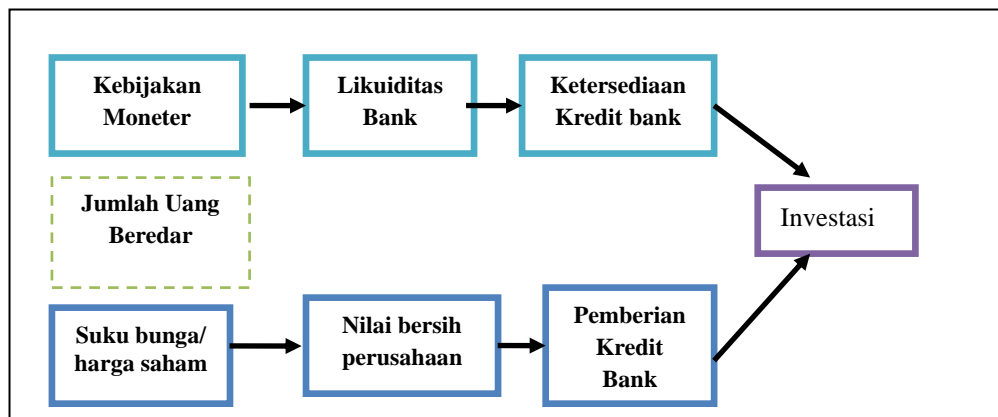 Kebijakan
Moneter
Likuiditas
Bank
Ketersediaan
Kredit bank
Jumlah Uang
Beredar
Investasi
Suku bunga/
harga saham
Nilai bersih
perusahaan
Pemberian
Kredit
Bank